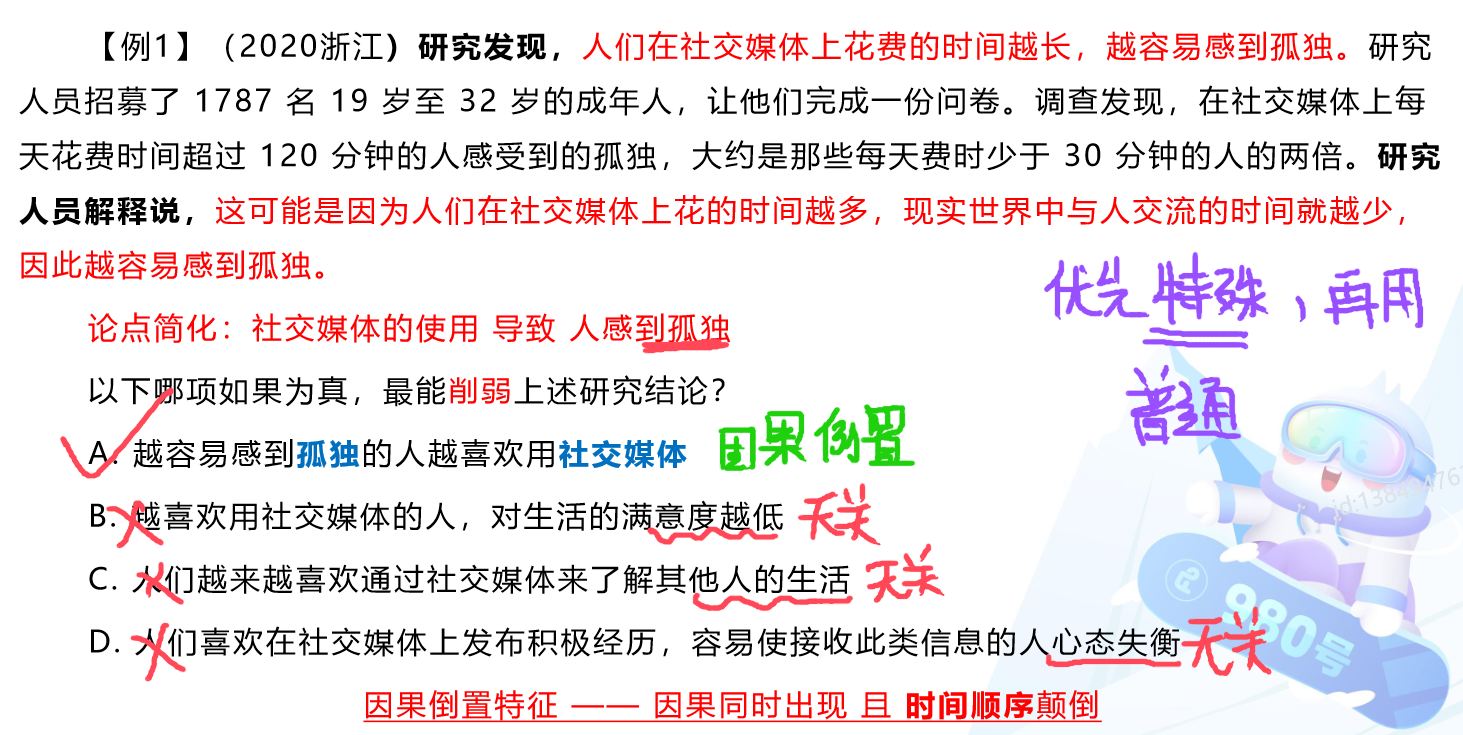 【例1】（2020浙江）研究发现，人们在社交媒体上花费的时间越长，越容易感到孤独。研究
人员招募了 1787 名 19 岁至 32 岁的成年人，让他们完成一份问卷。调查发现，在社交媒体上每
天花费时间超过 120 分钟的人感受到的孤独，大约是那些每天费时少于 30 分钟的人的两倍。研究
人员解释说，这可能是因为人们在社交媒体上花的时间越多，现实世界中与人交流的时间就越少，
因此越容易感到孤独。
优先特殊，再用
普通
论点简化：社交媒体的使用 导致 人感到孤独
以下哪项如果为真，最能削弱上述研究结论？
A. 越容易感到孤独的人越喜欢用社交媒体 因果倒置
B. 越喜欢用社交媒体的人，对生活的满意度越低 无关
C. 人们越来越喜欢通过社交媒体来了解其他人的生活 无关
D. 人们喜欢在社交媒体上发布积极经历，容易使接收此类信息的人心态失衡 无关
980号
因果倒置特征 —— 因果同时出现 且 时间顺序颠倒